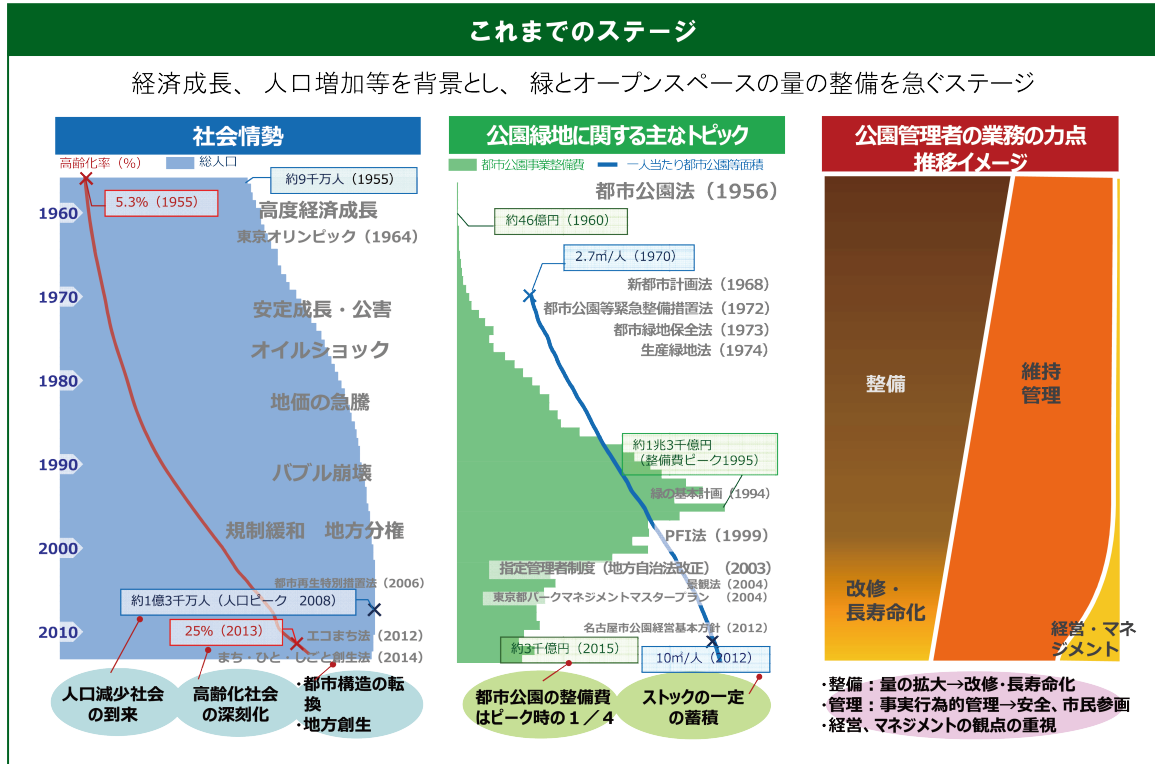 これまでのステージ
経済成長、人口増加等を背景とし、緑とオープンスペースの量の整備を急ぐステージ
社会情勢
高齢化率（%）
総人口
約9千万人（1955）
5.3%（1955）
1960
高度経済成長
東京オリンピック（1964）
1970
安定成長・公害
オイルショック
1980
地価の急騰
1990
バブル崩壊
規制緩和　地方分権
2000
都市再生特別措置法（2006）
約1億3千万人（人口ピーク　2008）
25%（2013）
エコまち法（2012）
2010
まち・ひと・しごと創生法（2014）
人口減少社会
の到来
高齢化社会
の深刻化
・都市構造の転
換
・地方創生
公園緑地に関する主なトピック
都市公園事業整備費
一人当たり都市公園等面積
都市公園法（1956）
約46億円（1960）
2.7㎡/人（1970）
新都市計画法（1968）
都市公園等緊急整備措置法（1972）
都市緑地保全法（1973）
生産緑地法（1974）
約1兆3千億円
（整備費ピーク1995）
緑の基本計画（1994）
PFI法（1999）
指定管理者制度（地方自治法改正）（2003）
景観法（2004）
東京都パークマネジメントマスタープラン　（2004）
名古屋市公園経営基本方針（2012）
約3千億円（2015）
10㎡/人（2012）
都市公園の整備費
はピーク時の１／４
ストックの一定
の蓄積
公園管理者の業務の力点
推移イメージ
整備
維持
管理
改修・
長寿命化
経営・マネ
ジメント
・整備：量の拡大→改修・長寿命化
・管理：事実行為的管理→安全、市民参画
・経営、マネジメントの観点の重視